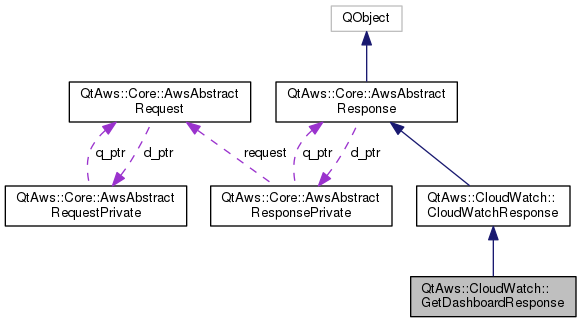 QObject
QtAws::Core::AwsAbstract
Request
QtAws::Core::AwsAbstract
Response
q_ptr
d_ptr
request
q_ptr
d_ptr
QtAws::Core::AwsAbstract
RequestPrivate
QtAws::Core::AwsAbstract
ResponsePrivate
QtAws::CloudWatch::
CloudWatchResponse
QtAws::CloudWatch::
GetDashboardResponse